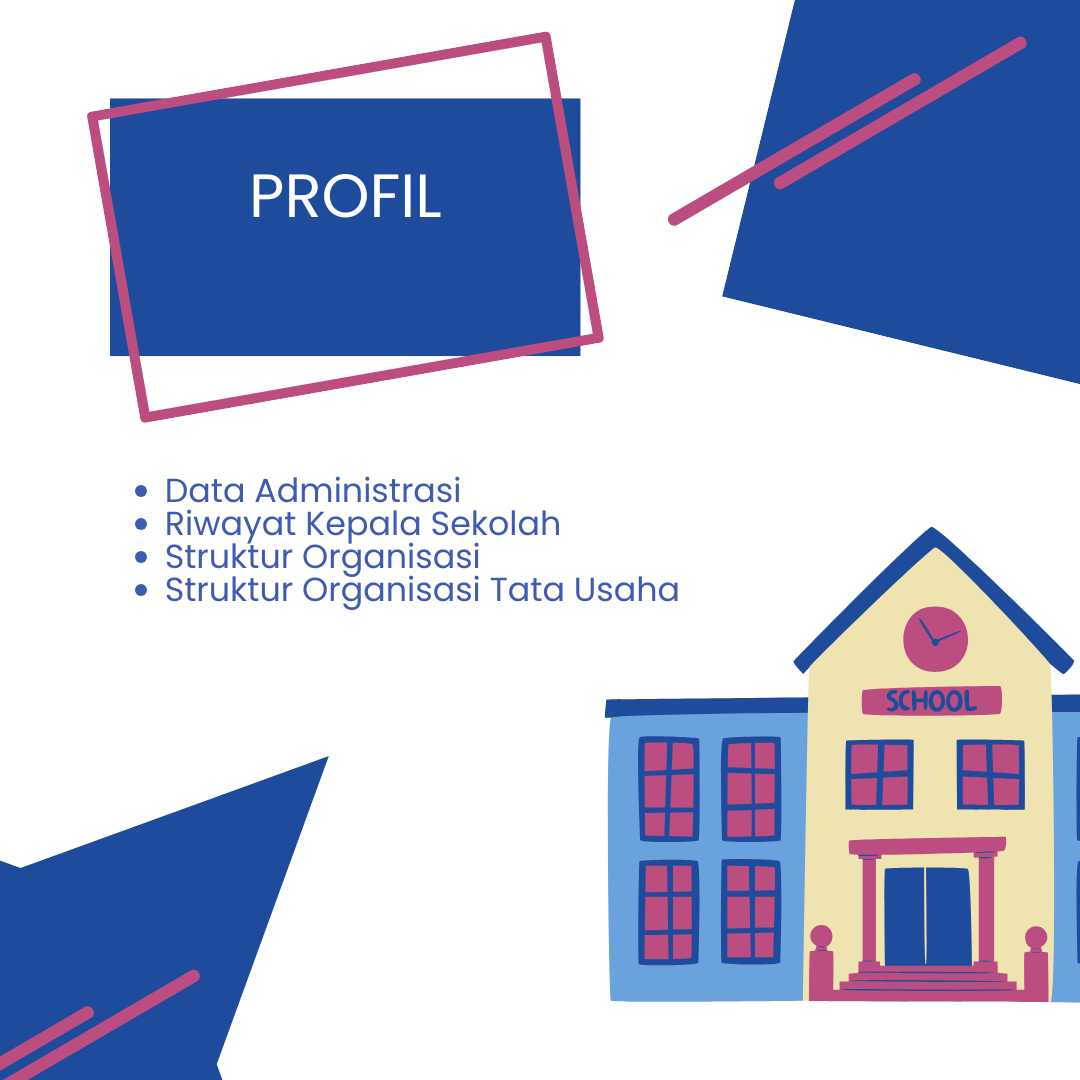 PROFIL
Data Administrasi
Riwayat Kepala Sekolah
Struktur Organisasi
Struktur Organisasi Tata Usaha
SCHOOL